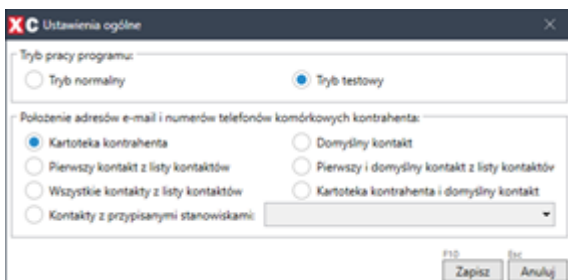 XC Ustawienia ogólne
Tryb pracy programu:
Tryb normalny Tryb testowy
Położenie adresów e-mail i numerów telefonów komórkowych kontrahenta:
Kartoteka kontrahenta Domyślny kontakt
Pierwszy kontakt z listy kontaktów Pierwszy i domyślny kontakt z listy kontaktów
Wszystkie kontakty z listy kontaktów Kartoteka kontrahenta i domyślny kontakt
Kontakty z przypisanymi stanowiskami:
F10 Esc
Zapisz Anuluj